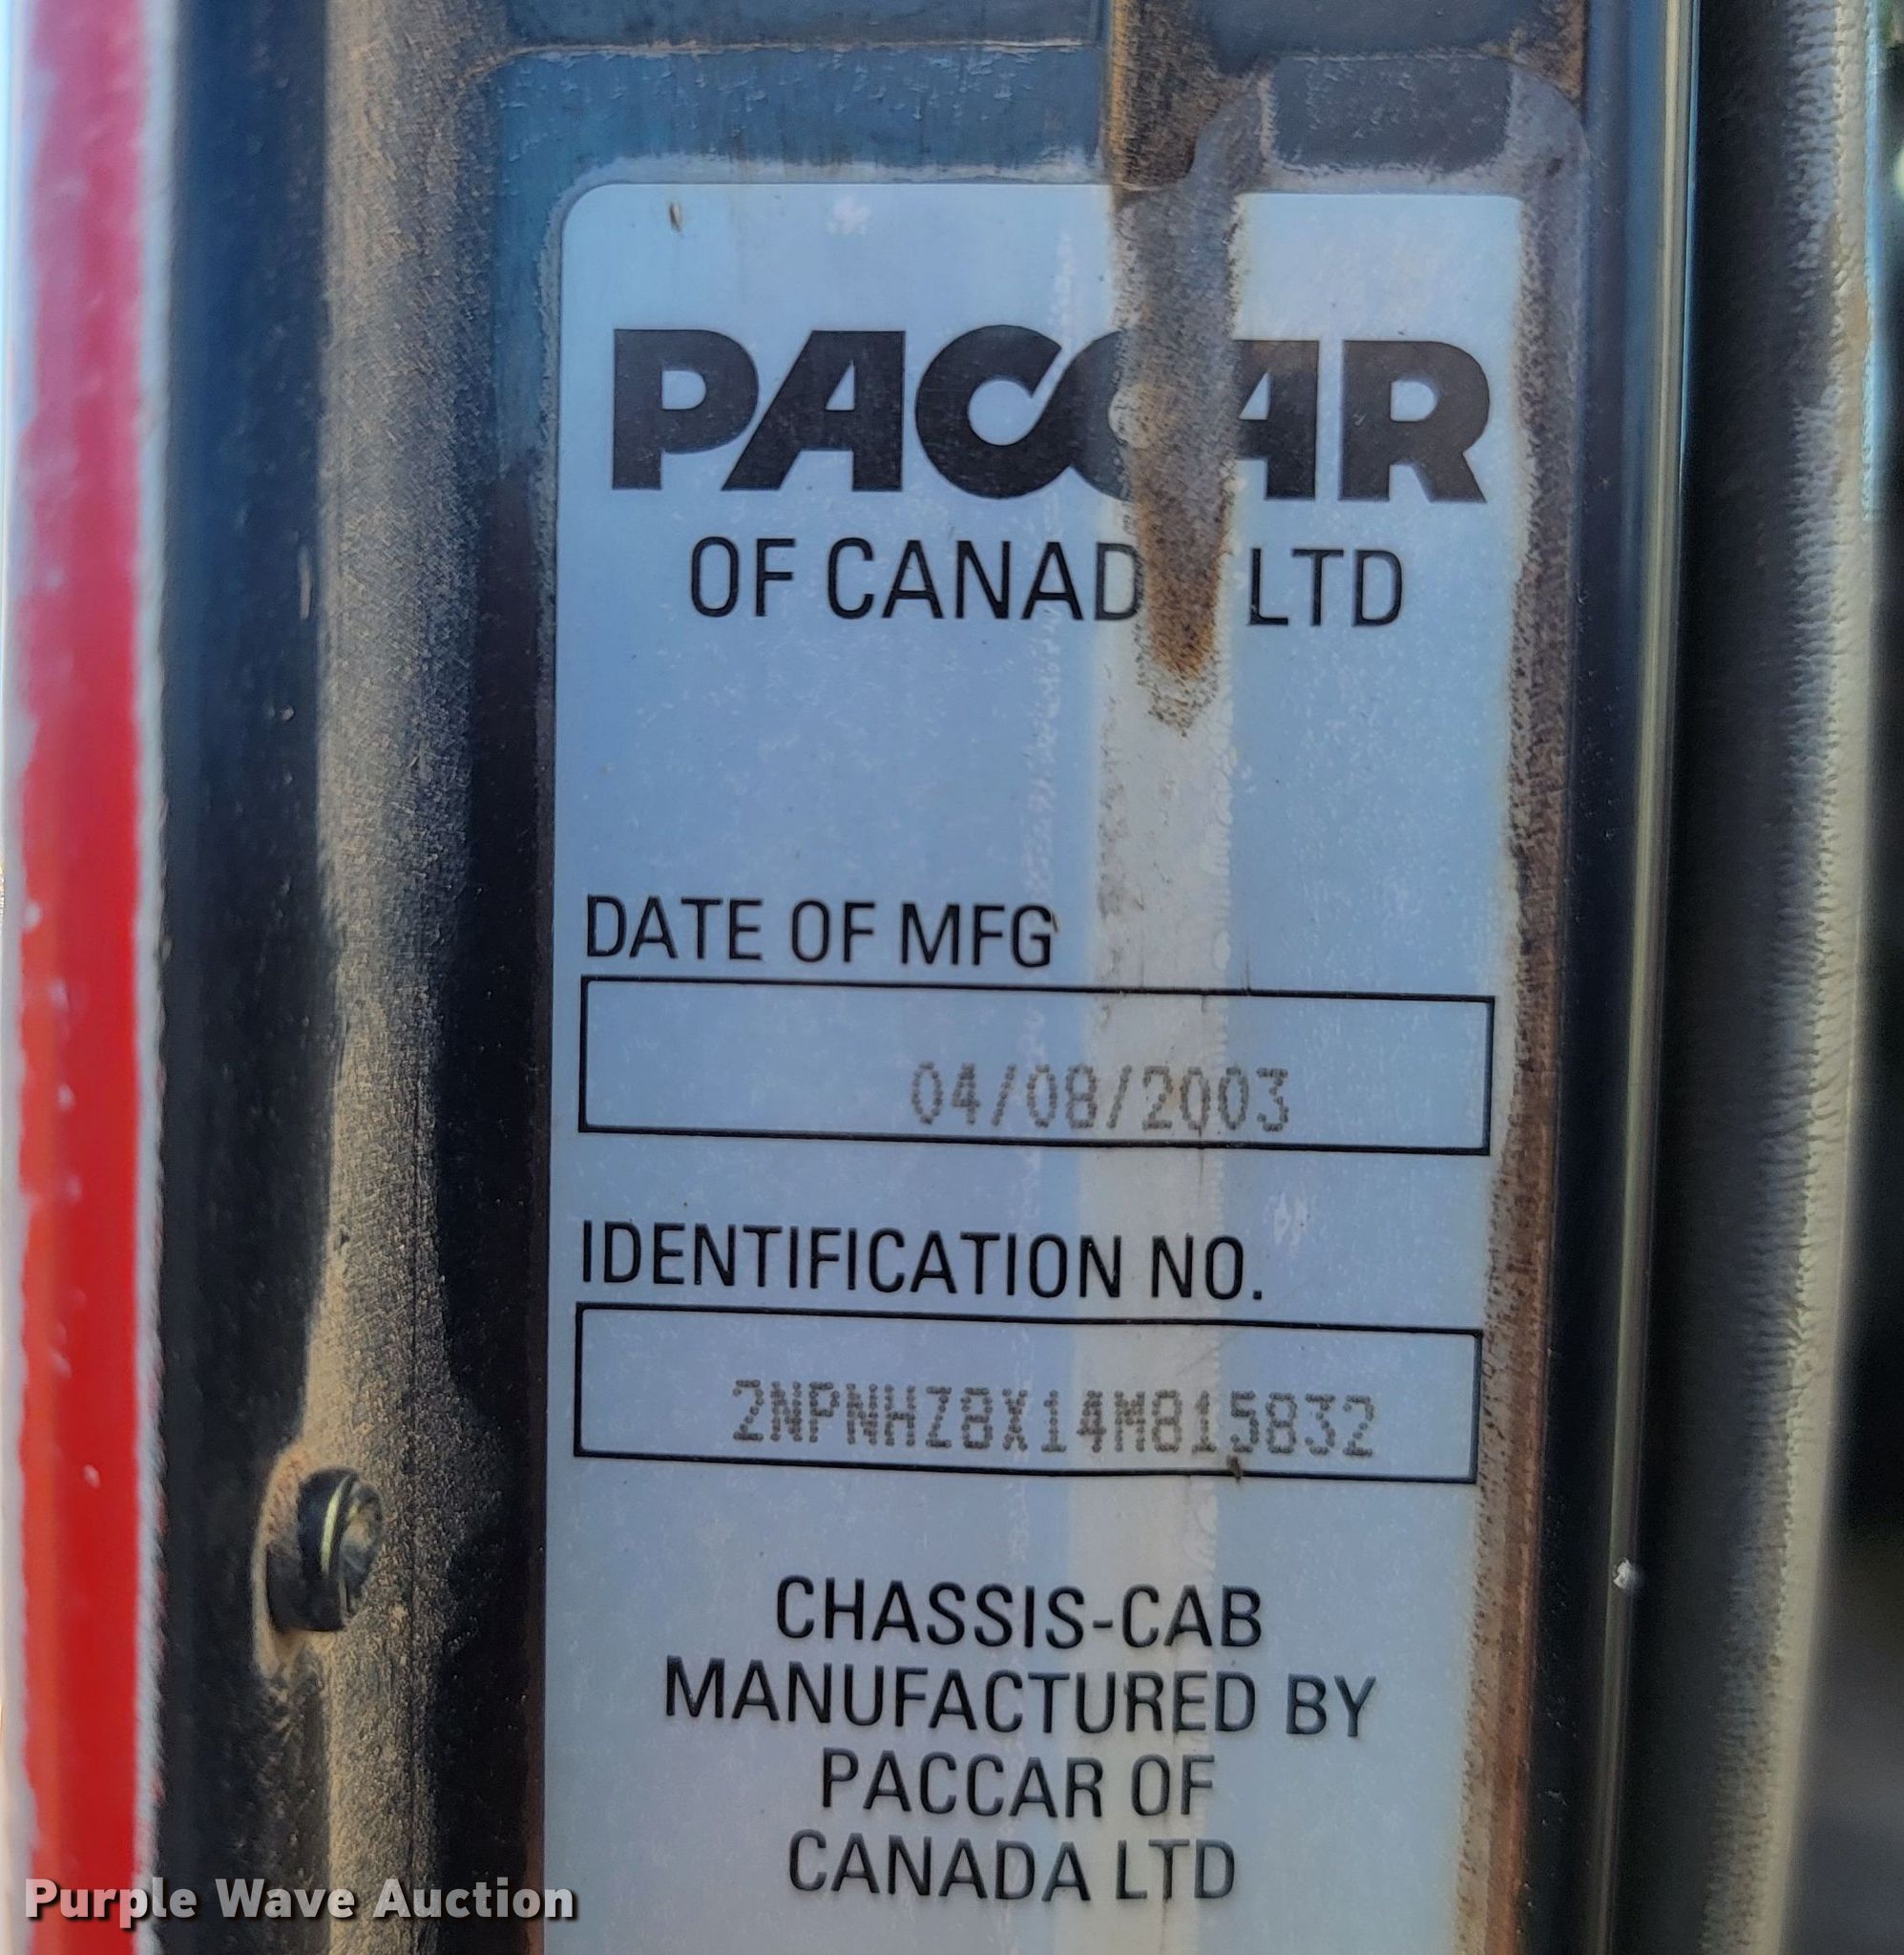 PACCAR
OF CANAD LTD
DATE OF MFG
04/08/2003
IDENTIFICATION NO.
2NPNHZ8X14M815832
CHASSIS-CAB
MANUFACTURED BY
PACCAR OF
CANADA LTD
Purple Wave Auction